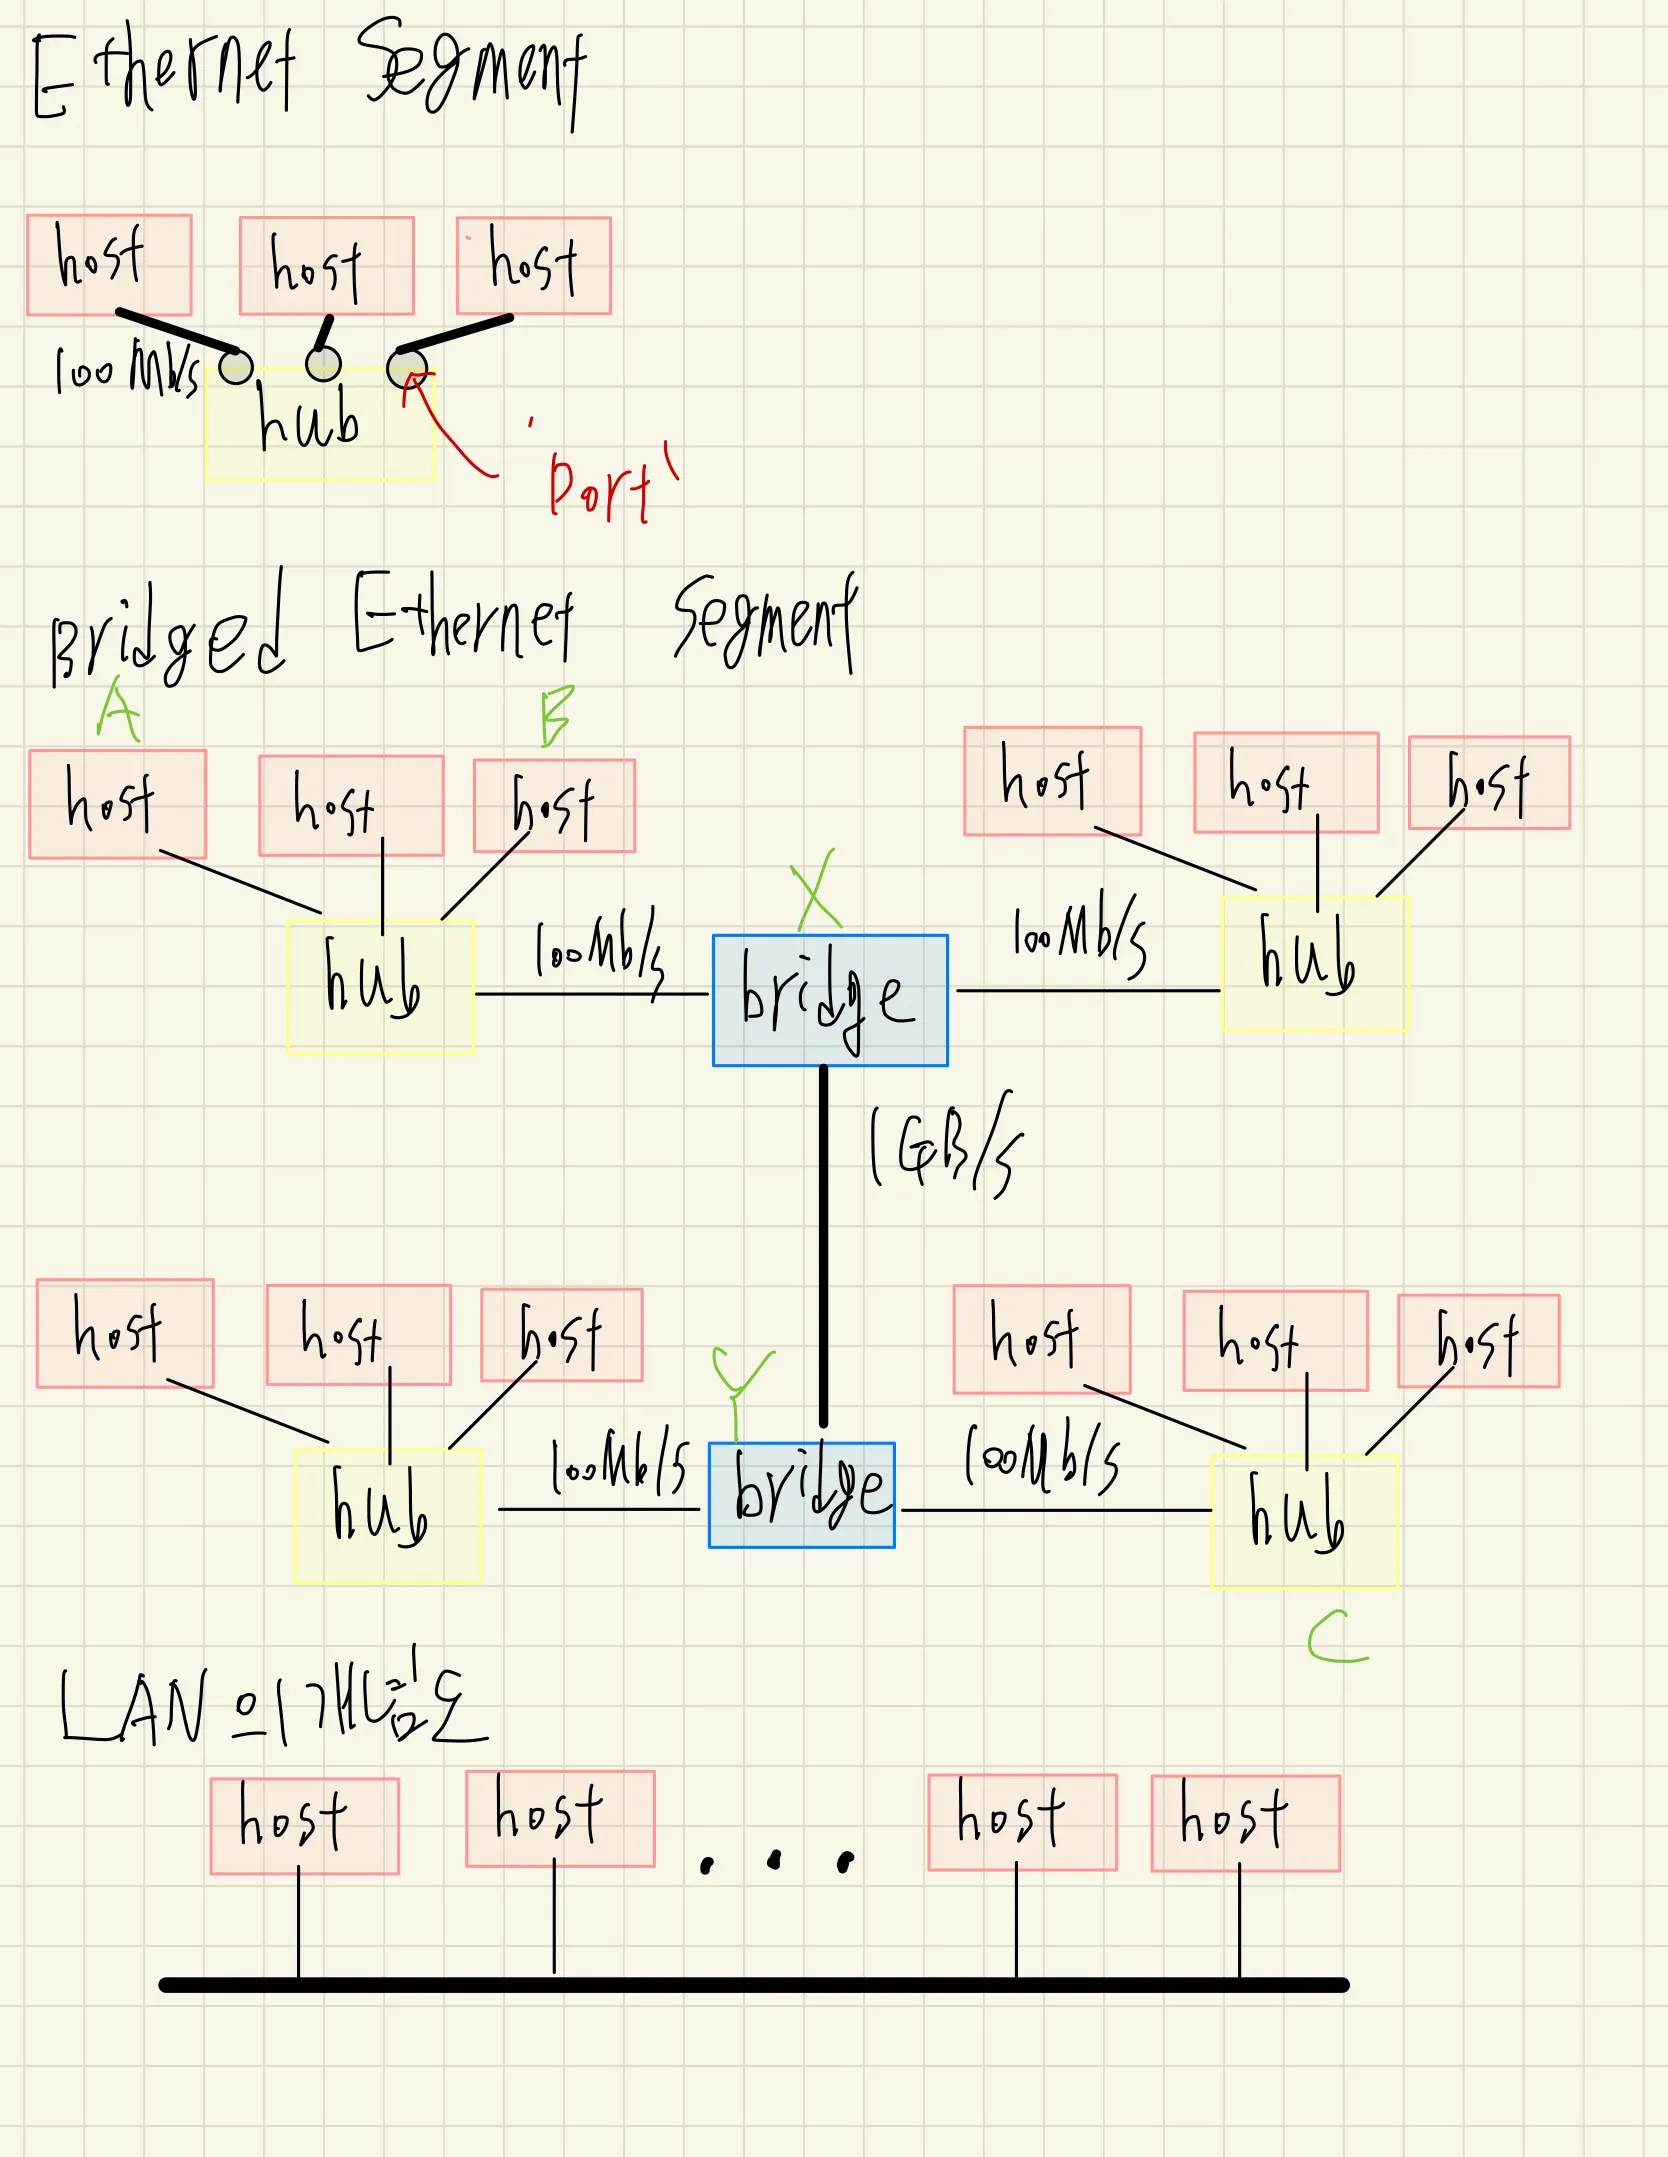 Ethernet Segment
host host host
100Mb/s
hub
'Port'
Bridged Ethernet Segment
A B
host host host host host host
X
hub 100Mb/s bridge 100Mb/s hub
1GB/s
host host host host host host
Y
hub 100Mb/s bridge 100Mb/s hub
C
LAN의 개념도
host host ... host host